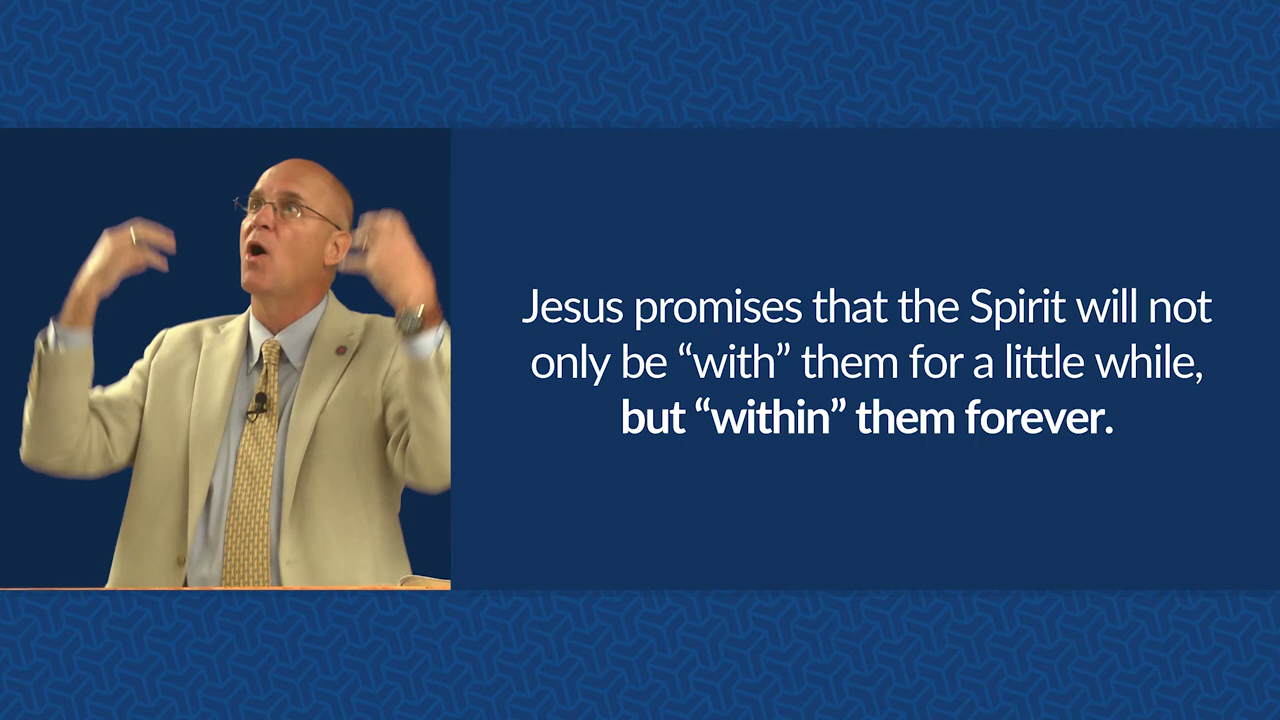 Jesus promises that the Spirit will not
only be “with” them for a little while,
but “within” them forever.